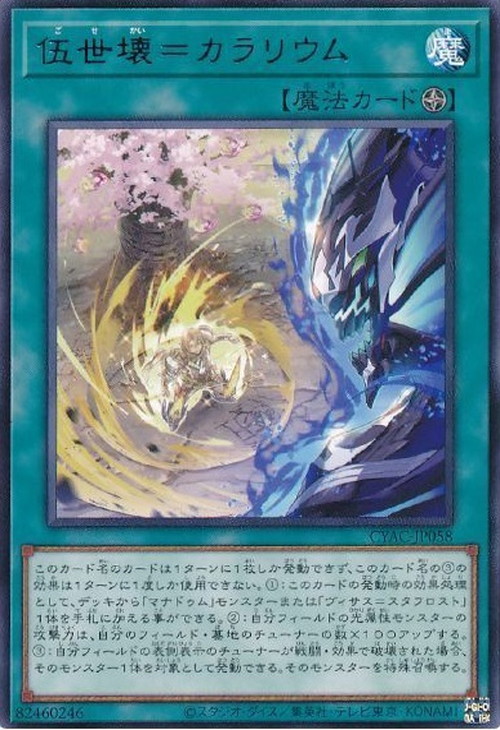 伍世壊＝カラリウム
魔
【魔法カード】
CYAC-JP058
このカード名のカードは1ターンに1枚しか発動できず、このカード名の③の
効果は1ターンに1度しか使用できない。①：このカードの発動時の効果処理
として、デッキから「マナドゥム」モンスターまたは「ヴィサス＝スタフロスト」
1体を手札に加える事ができる。②：自分フィールドの光属性モンスターの
攻撃力は、自分のフィールド・墓地のチューナーの数×100アップする。
③：自分フィールドの表側表示のチューナーが戦闘・効果で破壊された場合、
そのモンスター1体を対象として発動できる。そのモンスターを特殊召喚する。
82460246
©スタジオ・ダイス／集英社・テレビ東京・KONAMI